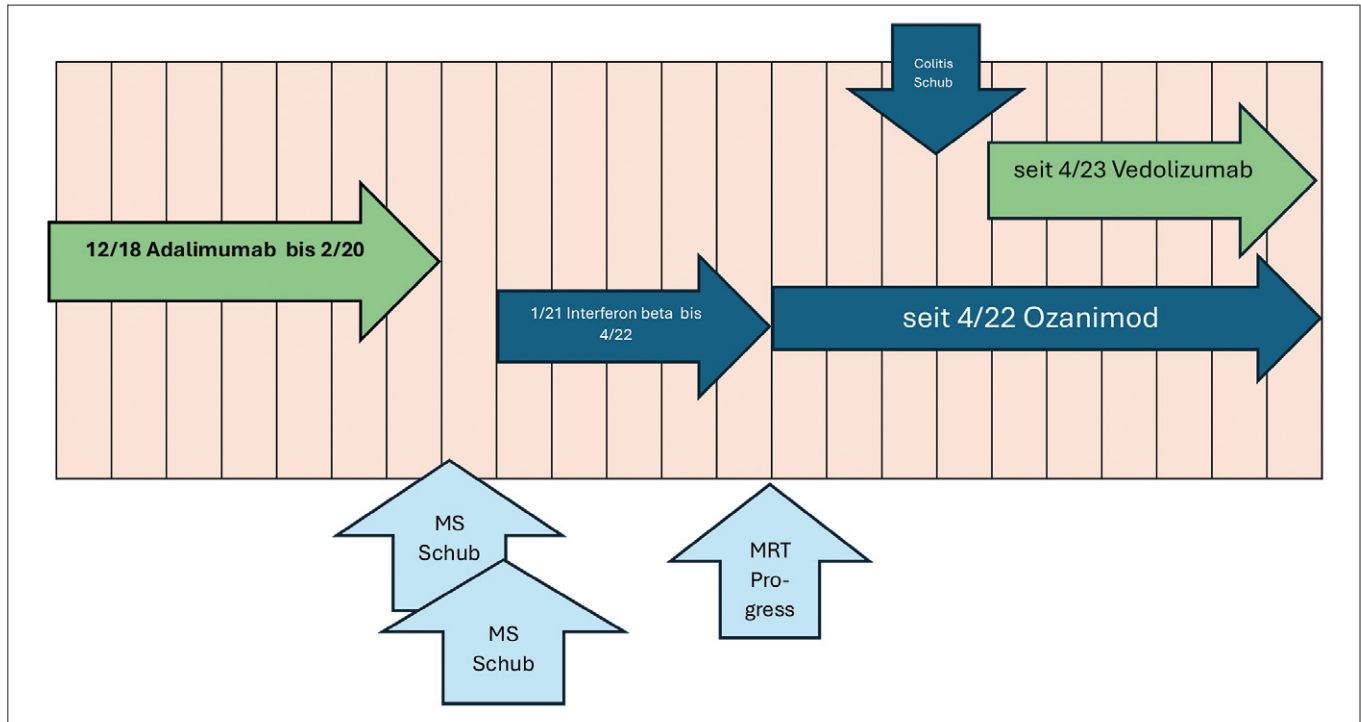 Colitis
Schub
seit 4/23 Vedolizumab
12/18 Adalimumab bis 2/20
1/21 Interferon beta bis
4/22
seit 4/22 Ozanimod
MS
Schub
MS
Schub
MRT
Pro-
gress